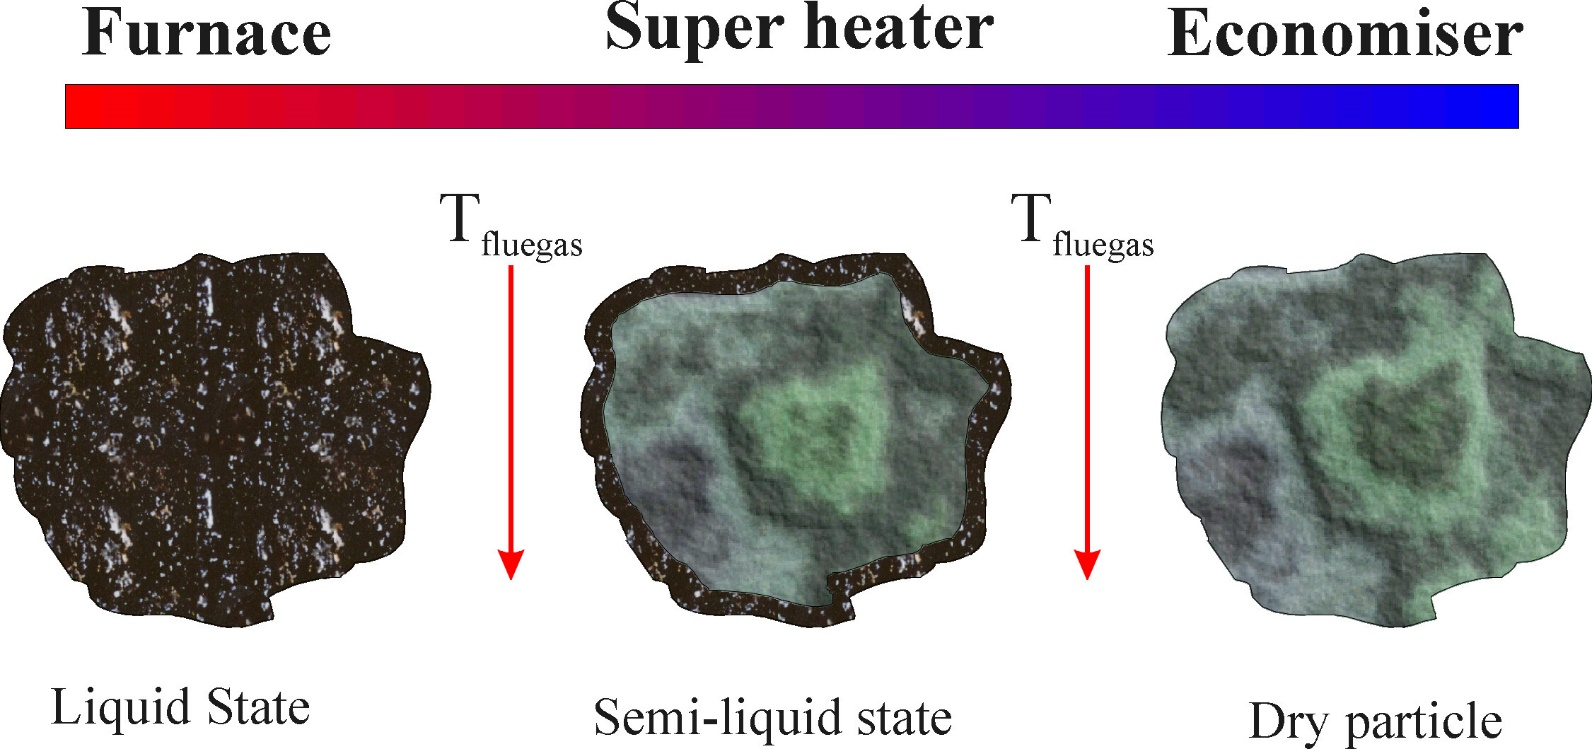 Furnace
Super heater
Economiser
T fluegas
T fluegas
Liquid State
Semi-liquid state
Dry particle